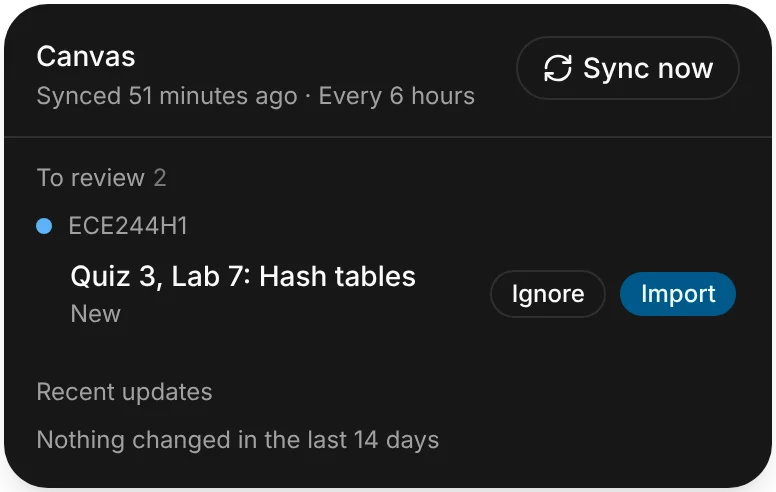 Canvas
Synced 51 minutes ago · Every 6 hours
Sync now
To review 2
ECE244H1
Quiz 3, Lab 7: Hash tables
New
Ignore
Import
Recent updates
Nothing changed in the last 14 days